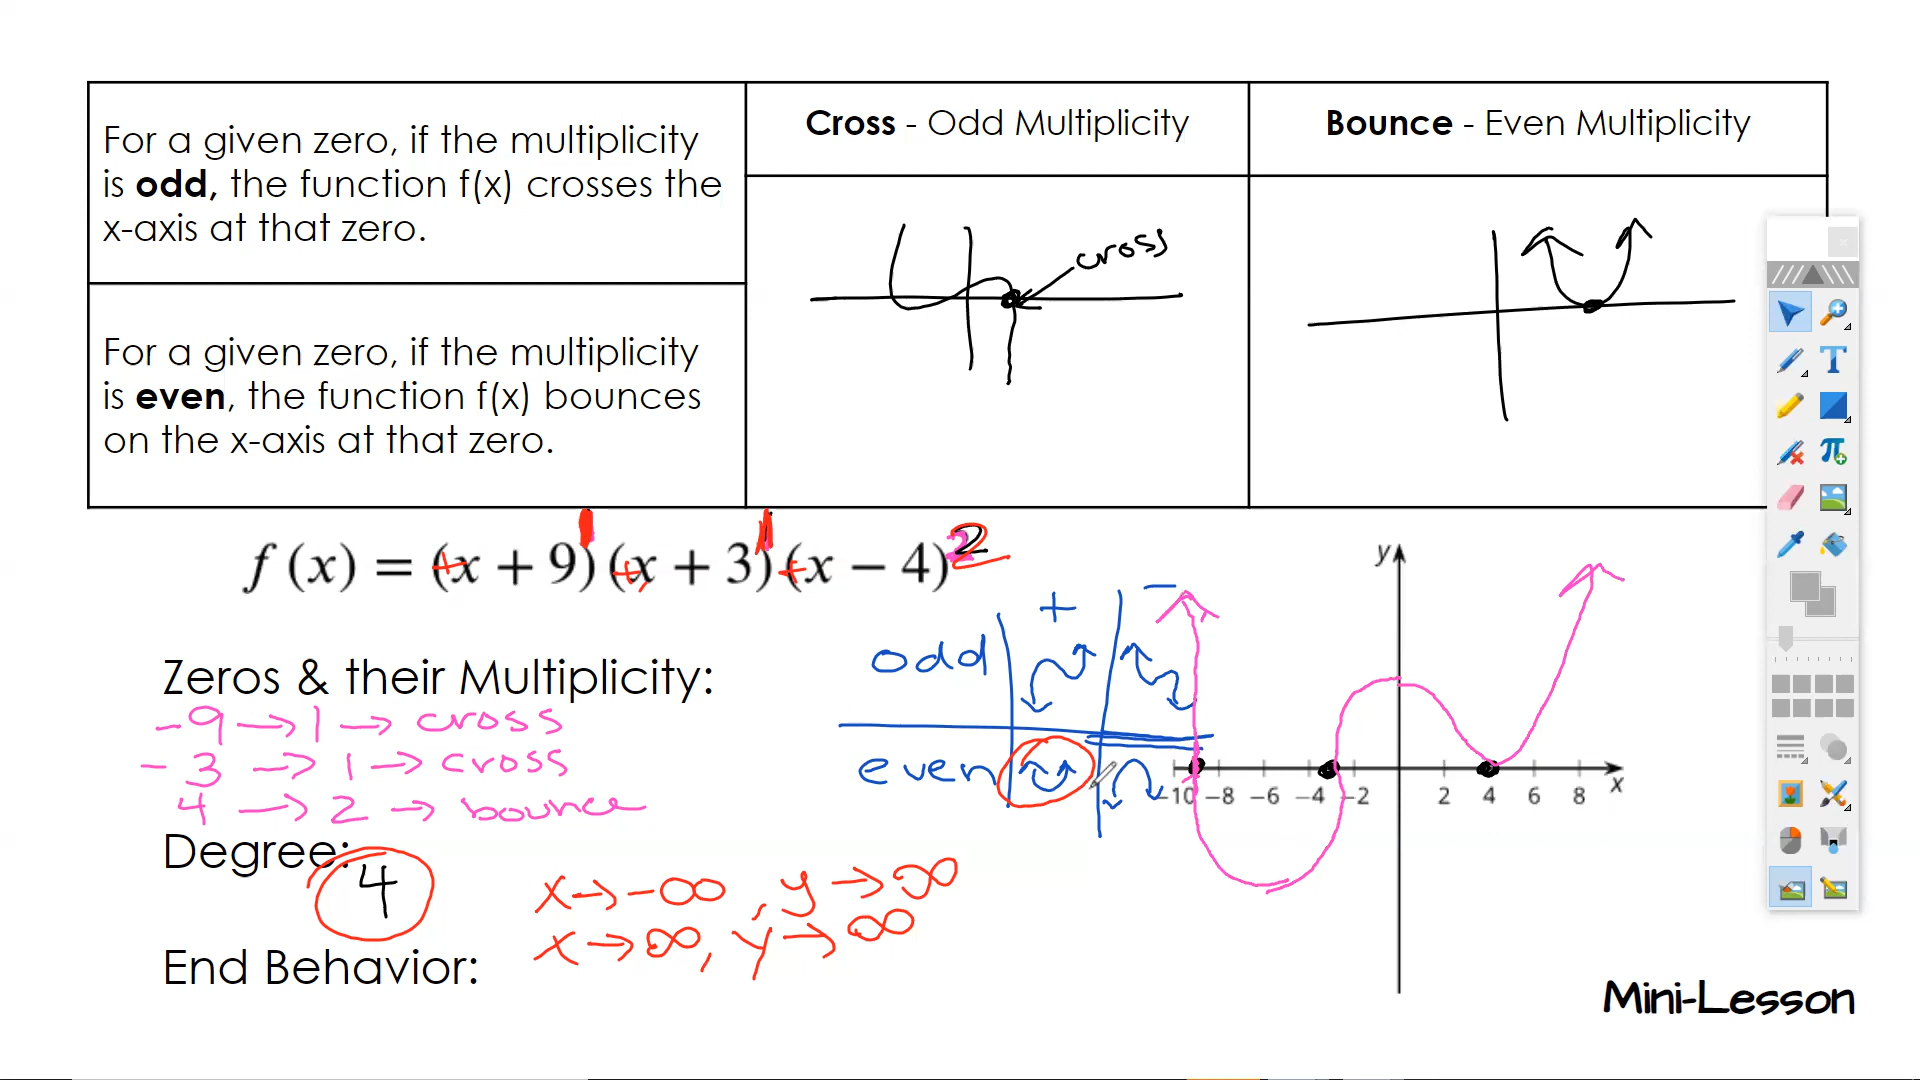 For a given zero, if the multiplicity
is odd, the function f(x) crosses the
x-axis at that zero.
Cross - Odd Multiplicity
Bounce - Even Multiplicity
cross
For a given zero, if the multiplicity
is even, the function f(x) bounces
on the x-axis at that zero.
f(x) = (x + 9)¹(x + 3)¹(x − 4)²
+ + +
Zeros & their Multiplicity:
-9 → 1 → cross
-3 → 1 → cross
4 → 2 → bounce
Degree: 4
End Behavior:
x → -∞, y → ∞
x → ∞, y → ∞
+ −
odd
even
y
x
-10 −8 −6 −4 −2 2 4 6 8
Mini-Lesson